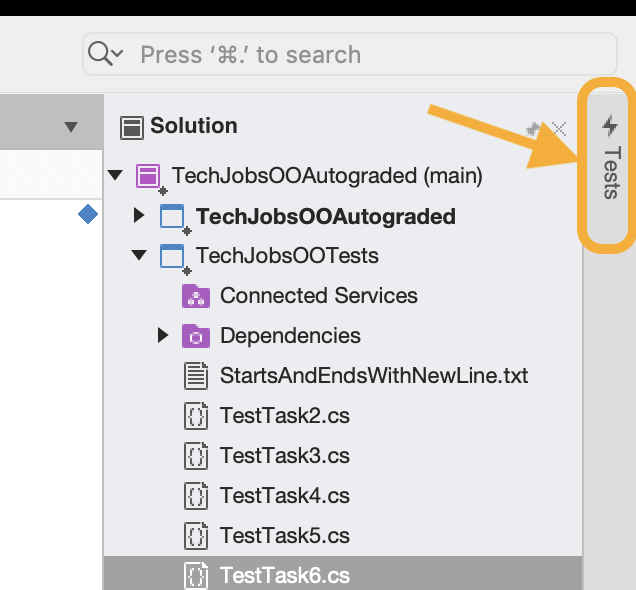 Press ‘⌘.’ to search
Solution
Tests
TechJobsOOAutograded (main)
TechJobsOOAutograded
TechJobsOOTests
Connected Services
Dependencies
StartsAndEndsWithNewLine.txt
TestTask2.cs
TestTask3.cs
TestTask4.cs
TestTask5.cs
TestTask6.cs